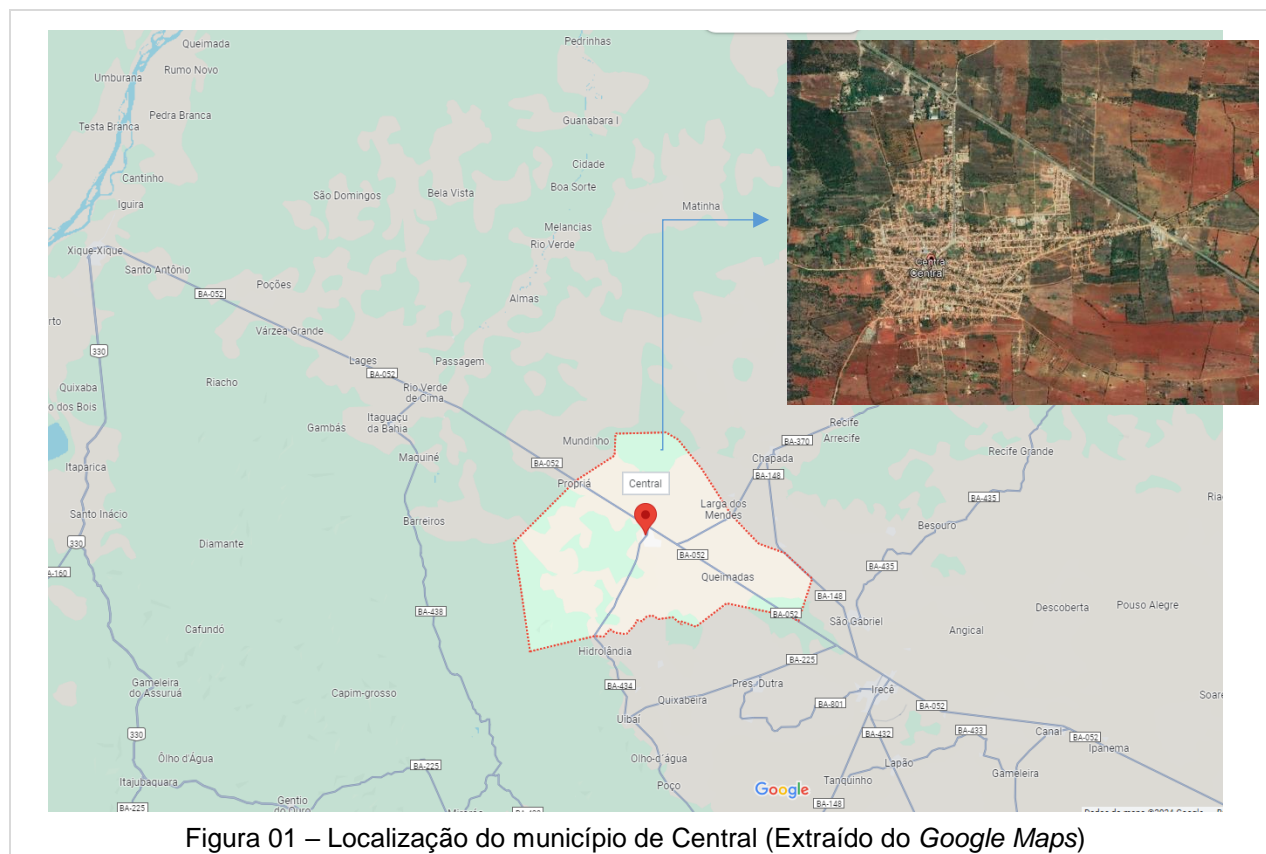 Queimada
Pedrinhas
Umburana
Rumo Novo
Pedra Branca
Testa Branca
Guanabara I
Cidade
Cantinho
Boa Sorte
Iguira
São Domingos
Bela Vista
Matinha
Melancias
Rio Verde
Xique-Xique
Santo Antônio
Poções
BA-052
Almas
Várzea Grande
330
Lages
Passagem
BA-052
Riacho
Rio Verde
de Cima
Quixaba
o dos Bois
Itaguaçu
da Bahia
Gambás
Central
Central
Recife
Arrecife
BA-370
Mundinho
Recife Grande
Maquiné
BA-052
Chapada
BA-148
Itaparica
Propriá
Central
BA-435
Larga dos
Mendes
Santo Inácio
Barreiros
Besouro
330
Diamante
BA-052
BA-435
BA-160
Queimadas
BA-148
BA-438
BA-052
Descoberta
Pouso Alegre
São Gabriel
Cafundó
Angical
Hidrolândia
BA-225
Gameleira
do Assuruá
Capim-grosso
BA-434
Pres. Dutra
Irecê
Quixabeira
BA-801
BA-052
Uibaí
330
BA-432
BA-433
Canal
BA-052
Ipanema
Ôlho d'Água
Olho-d'água
BA-225
Lapão
Gameleira
Itajubaquara
Tanquinho
Poço
Google
Gentio
BA-225
BA-148
Figura 01 – Localização do município de Central (Extraído do Google Maps)